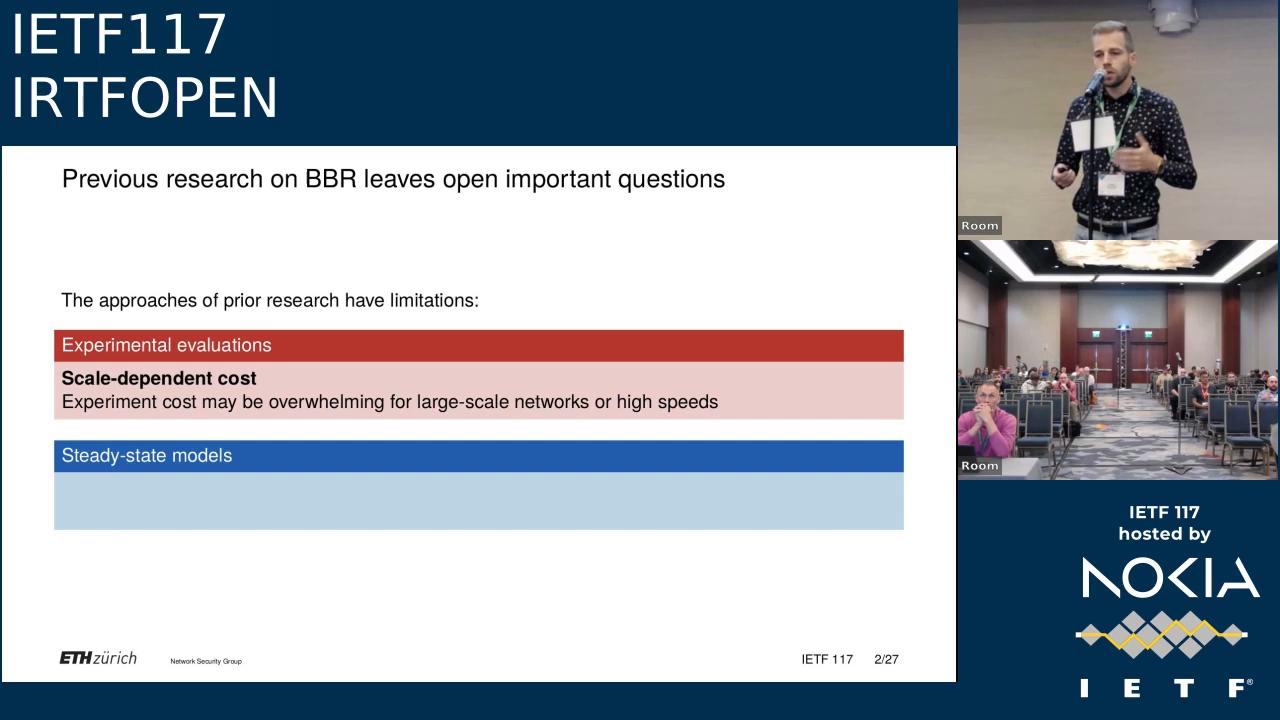 IETF117
IRTFOPEN
Previous research on BBR leaves open important questions
The approaches of prior research have limitations:
Experimental evaluations
Scale-dependent cost
Experiment cost may be overwhelming for large-scale networks or high speeds
Steady-state models
ETH zürich
Network Security Group
IETF 117
2/27
Room
Room
IETF 117
hosted by
NOKIA
I E T F®